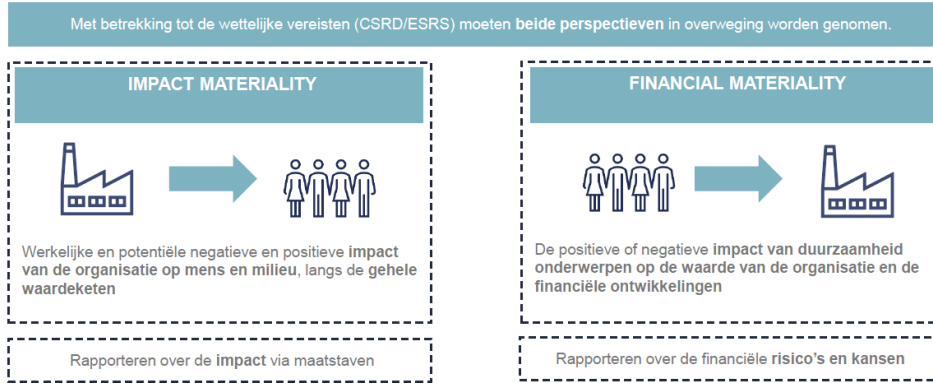 Met betrekking tot de wettelijke vereisten (CSRD/ESRS) moeten beide perspectieven in overweging worden genomen.
IMPACT MATERIALITY
Werkelijke en potentiële negatieve en positieve impact
van de organisatie op mens en milieu, langs de gehele
waardeketen
Rapporteren over de impact via maatstaven
FINANCIAL MATERIALITY
De positieve of negatieve impact van duurzaamheid
onderwerpen op de waarde van de organisatie en de
financiële ontwikkelingen
Rapporteren over de financiële risico's en kansen